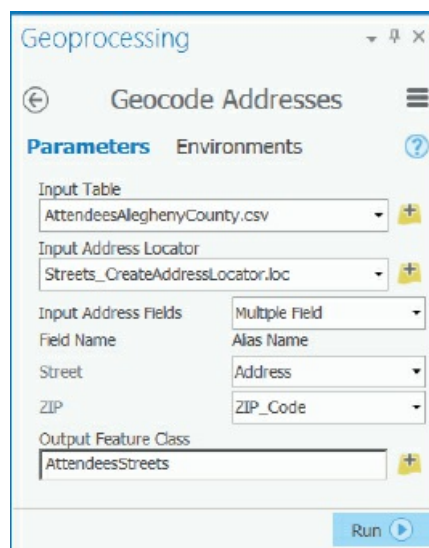 Geoprocessing
Geocode Addresses
Parameters Environments
Input Table
AttendeesAleghenyCounty.csv
Input Address Locator
Streets_CreateAddressLocator.loc
Input Address Fields Multiple Field
Field Name Alias Name
Street Address
ZIP ZIP_Code
Output Feature Class
AttendeesStreets
Run